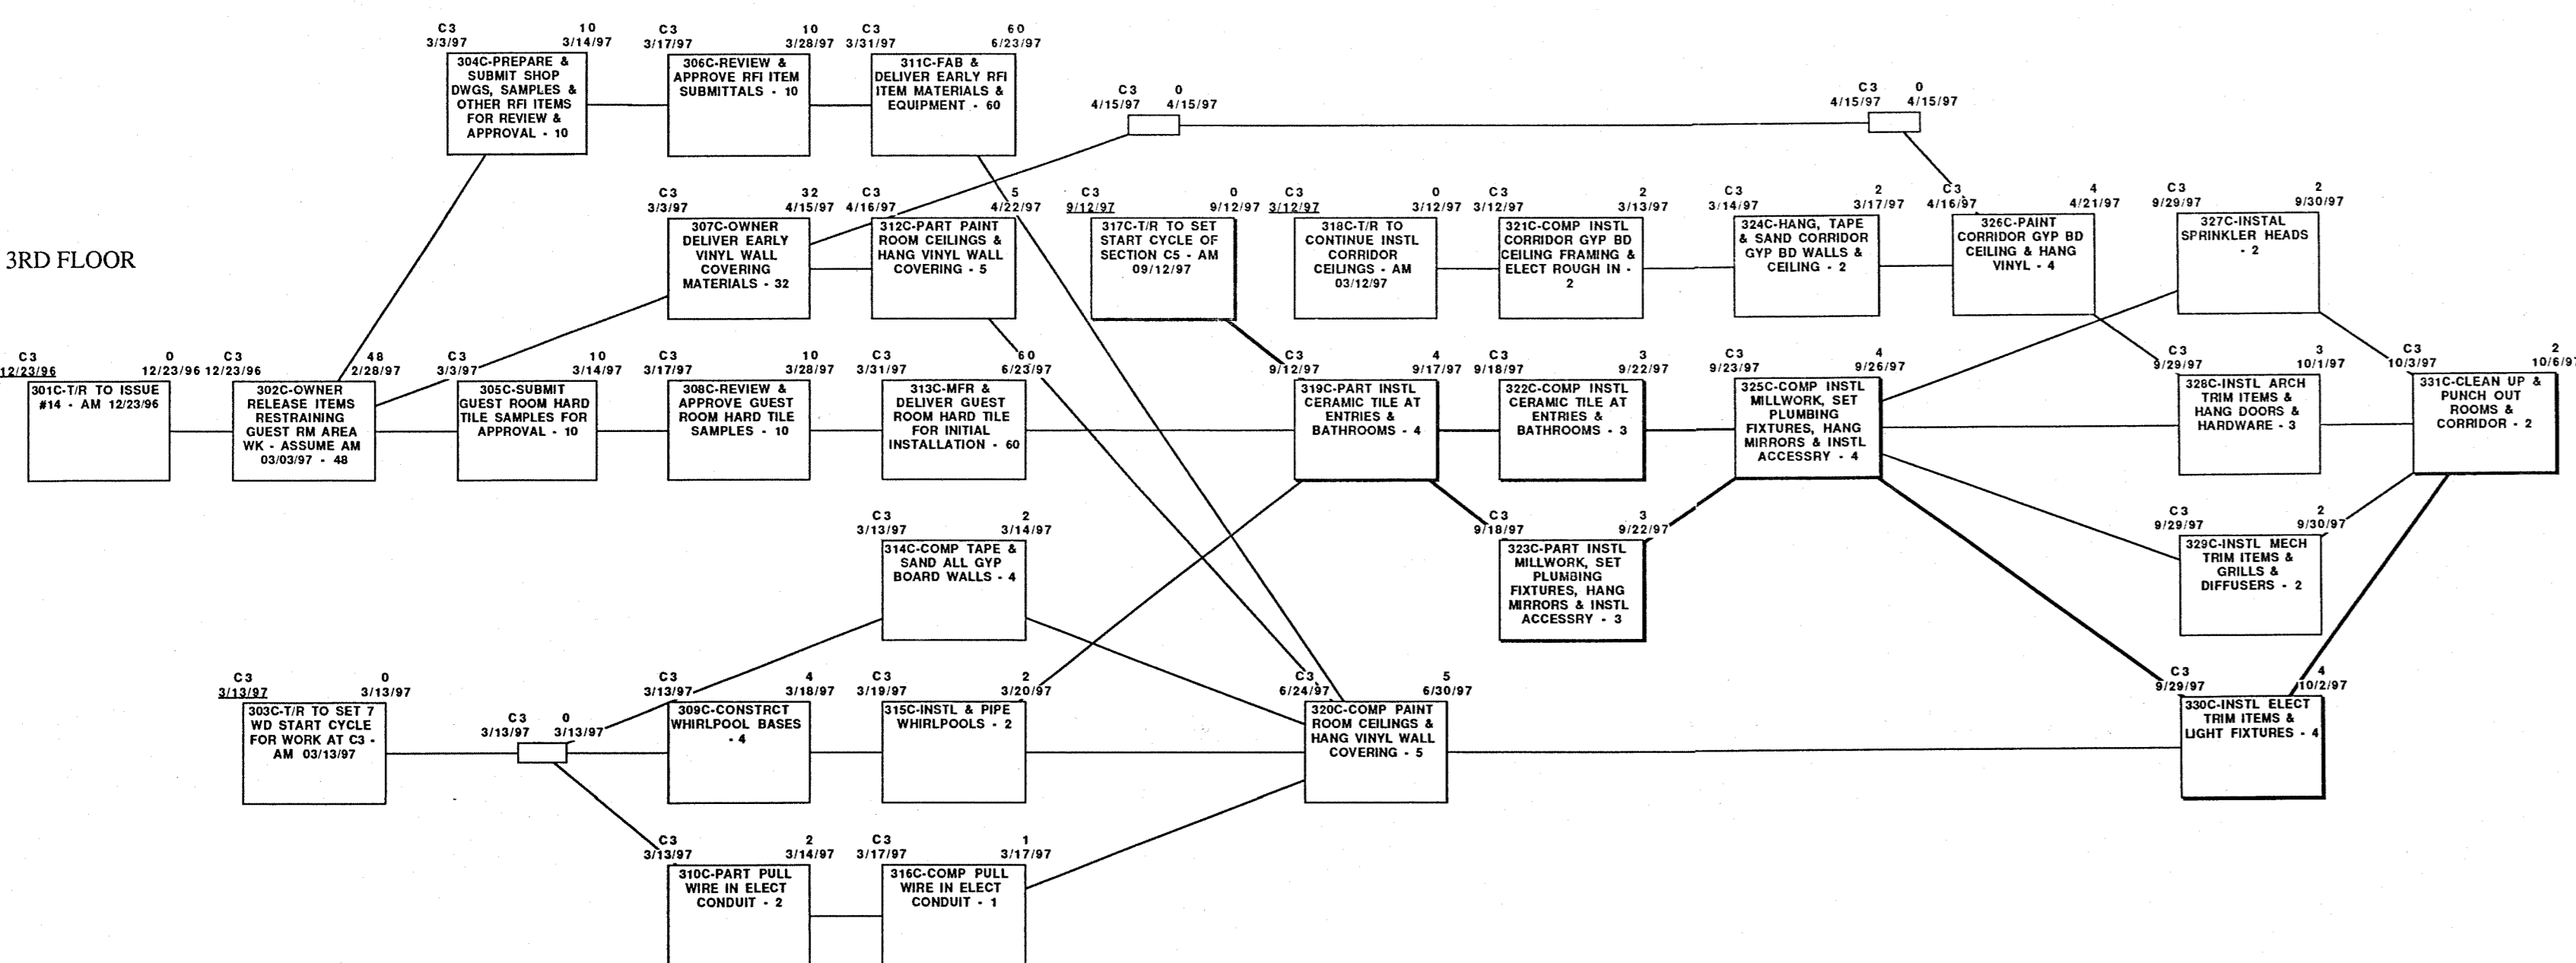 3RD FLOOR
C3 10
3/3/97 3/14/97
304C-PREPARE &
SUBMIT SHOP
DWGS, SAMPLES &
OTHER RFI ITEMS
FOR REVIEW &
APPROVAL - 10
C3 10
3/17/97 3/28/97
306C-REVIEW &
APPROVE RFI ITEM
SUBMITTALS - 10
C3 60
3/31/97 6/23/97
311C-FAB &
DELIVER EARLY RFI
ITEM MATERIALS &
EQUIPMENT - 60
C3 0
4/15/97 4/15/97
C3 0
4/15/97 4/15/97
C3 32
3/3/97 4/15/97
307C-OWNER
DELIVER EARLY
VINYL WALL
COVERING
MATERIALS - 32
C3 5
4/16/97 4/22/97
312C-PART PAINT
ROOM CEILINGS &
HANG VINYL WALL
COVERING - 5
C3 0
9/12/97 9/12/97
317C-T/R TO SET
START CYCLE OF
SECTION C5 - AM
09/12/97
C3 0
3/12/97 3/12/97
318C-T/R TO
CONTINUE INSTL
CORRIDOR
CEILINGS - AM
03/12/97
C3 2
3/12/97 3/13/97
321C-COMP INSTL
CORRIDOR GYP BD
CEILING FRAMING &
ELECT ROUGH IN -
2
C3 2
3/14/97 3/17/97
324C-HANG, TAPE
& SAND CORRIDOR
GYP BD WALLS &
CEILING - 2
C3 4
4/16/97 4/21/97
326C-PAINT
CORRIDOR GYP BD
CEILING & HANG
VINYL - 4
C3 2
9/29/97 9/30/97
327C-INSTAL
SPRINKLER HEADS
- 2
C3 0
12/23/96 12/23/96
301C-T/R TO ISSUE
#14 - AM 12/23/96
C3 48
12/23/96 2/28/97
302C-OWNER
RELEASE ITEMS
RESTRAINING
GUEST RM AREA
WK - ASSUME AM
03/03/97 - 48
C3 10
3/3/97 3/14/97
305C-SUBMIT
GUEST ROOM HARD
TILE SAMPLES FOR
APPROVAL - 10
C3 10
3/17/97 3/28/97
308C-REVIEW &
APPROVE GUEST
ROOM HARD TILE
SAMPLES - 10
C3 60
3/31/97 6/23/97
313C-MFR &
DELIVER GUEST
ROOM HARD TILE
FOR INITIAL
INSTALLATION - 60
C3 4
9/12/97 9/17/97
319C-PART INSTL
CERAMIC TILE AT
ENTRIES &
BATHROOMS - 4
C3 3
9/18/97 9/22/97
322C-COMP INSTL
CERAMIC TILE AT
ENTRIES &
BATHROOMS - 3
C3 4
9/23/97 9/26/97
325C-COMP INSTL
MILLWORK, SET
PLUMBING
FIXTURES, HANG
MIRRORS & INSTL
ACCESSRY - 4
C3 3
9/29/97 10/1/97
328C-INSTL ARCH
TRIM ITEMS &
HANG DOORS &
HARDWARE - 3
C3 2
10/3/97 10/6/97
331C-CLEAN UP &
PUNCH OUT
ROOMS &
CORRIDOR - 2
C3 2
3/13/97 3/14/97
314C-COMP TAPE &
SAND ALL GYP
BOARD WALLS - 4
C3 3
9/18/97 9/22/97
323C-PART INSTL
MILLWORK, SET
PLUMBING
FIXTURES, HANG
MIRRORS & INSTL
ACCESSRY - 3
C3 2
9/29/97 9/30/97
329C-INSTL MECH
TRIM ITEMS &
GRILLS &
DIFFUSERS - 2
C3 0
3/13/97 3/13/97
303C-T/R TO SET 7
WD START CYCLE
FOR WORK AT C3 -
AM 03/13/97
C3 0
3/13/97 3/13/97
C3 4
3/13/97 3/18/97
309C-CONSTRCT
WHIRLPOOL BASES
- 4
C3 2
3/19/97 3/20/97
315C-INSTL & PIPE
WHIRLPOOLS - 2
C3 5
6/24/97 6/30/97
320C-COMP PAINT
ROOM CEILINGS &
HANG VINYL WALL
COVERING - 5
C3 4
9/29/97 10/2/97
330C-INSTL ELECT
TRIM ITEMS &
LIGHT FIXTURES - 4
C3 2
3/13/97 3/14/97
310C-PART PULL
WIRE IN ELECT
CONDUIT - 2
C3 1
3/17/97 3/17/97
316C-COMP PULL
WIRE IN ELECT
CONDUIT - 1